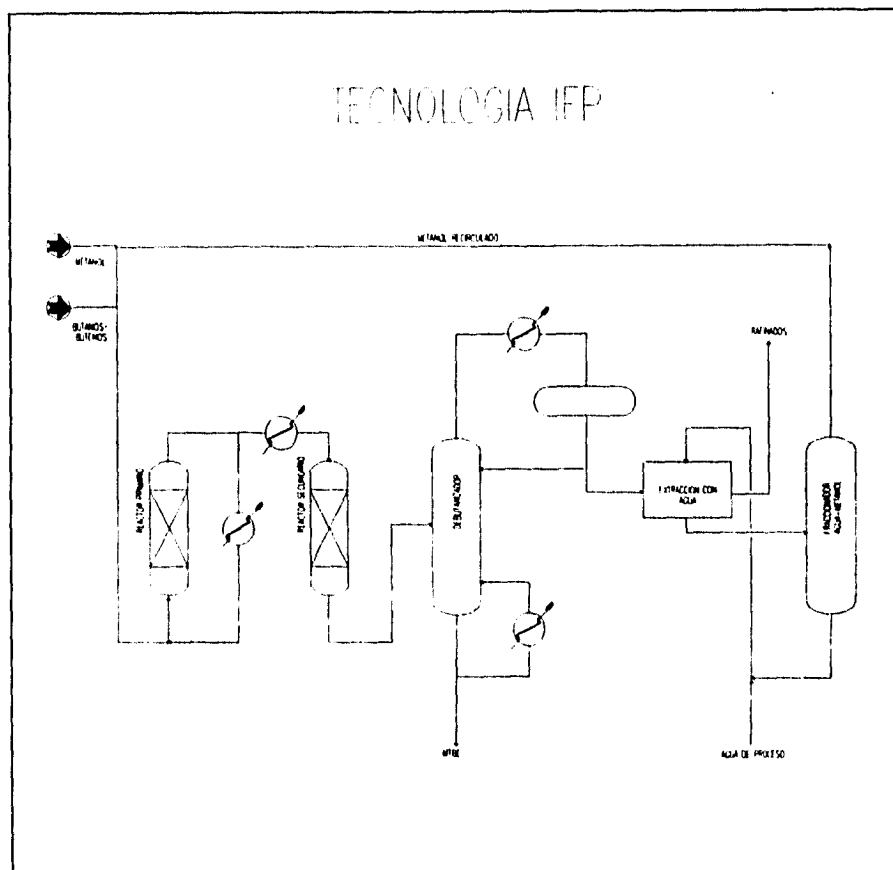 TECNOLOGIA IFP
METANOL RECIRCULADO
METANOL
BUTANOS-
BUTENOS
RAFINADOS
REACTOR PRIMARIO
REACTOR SECUNDARIO
DEBUTANIZADOR
EXTRACCION CON
AGUA
FRACCIONADOR
AGUA-METANOL
MTBE
AGUA DE PROCESO